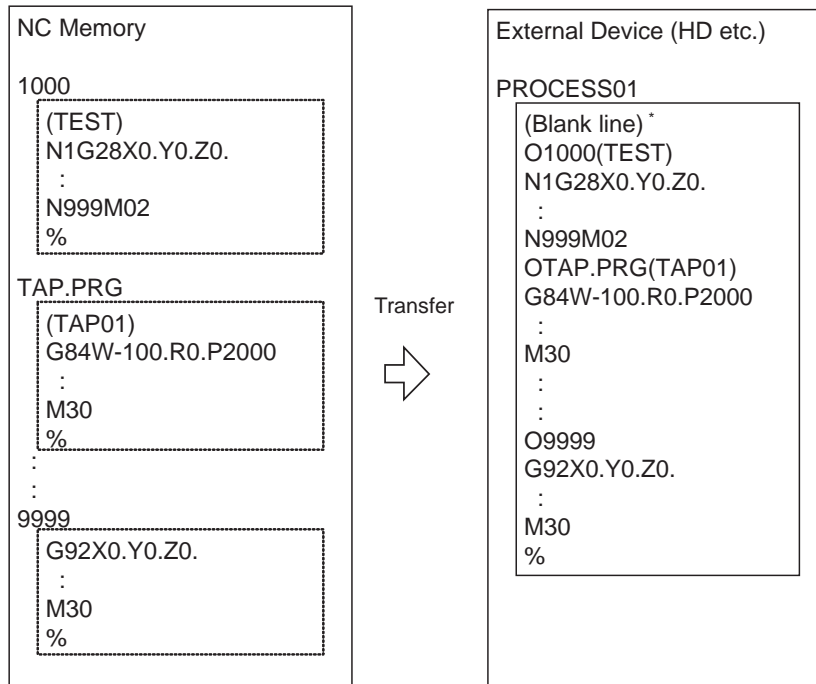 NC Memory
1000
(TEST)
N1G28X0.Y0.Z0.
:
N999M02
%
TAP.PRG
(TAP01)
G84W-100.R0.P2000
:
M30
%
:
:
9999
G92X0.Y0.Z0.
:
M30
%
Transfer
External Device (HD etc.)
PROCESS01
(Blank line) *
O1000(TEST)
N1G28X0.Y0.Z0.
:
N999M02
OTAP.PRG(TAP01)
G84W-100.R0.P2000
:
M30
:
:
O9999
G92X0.Y0.Z0.
:
M30
%